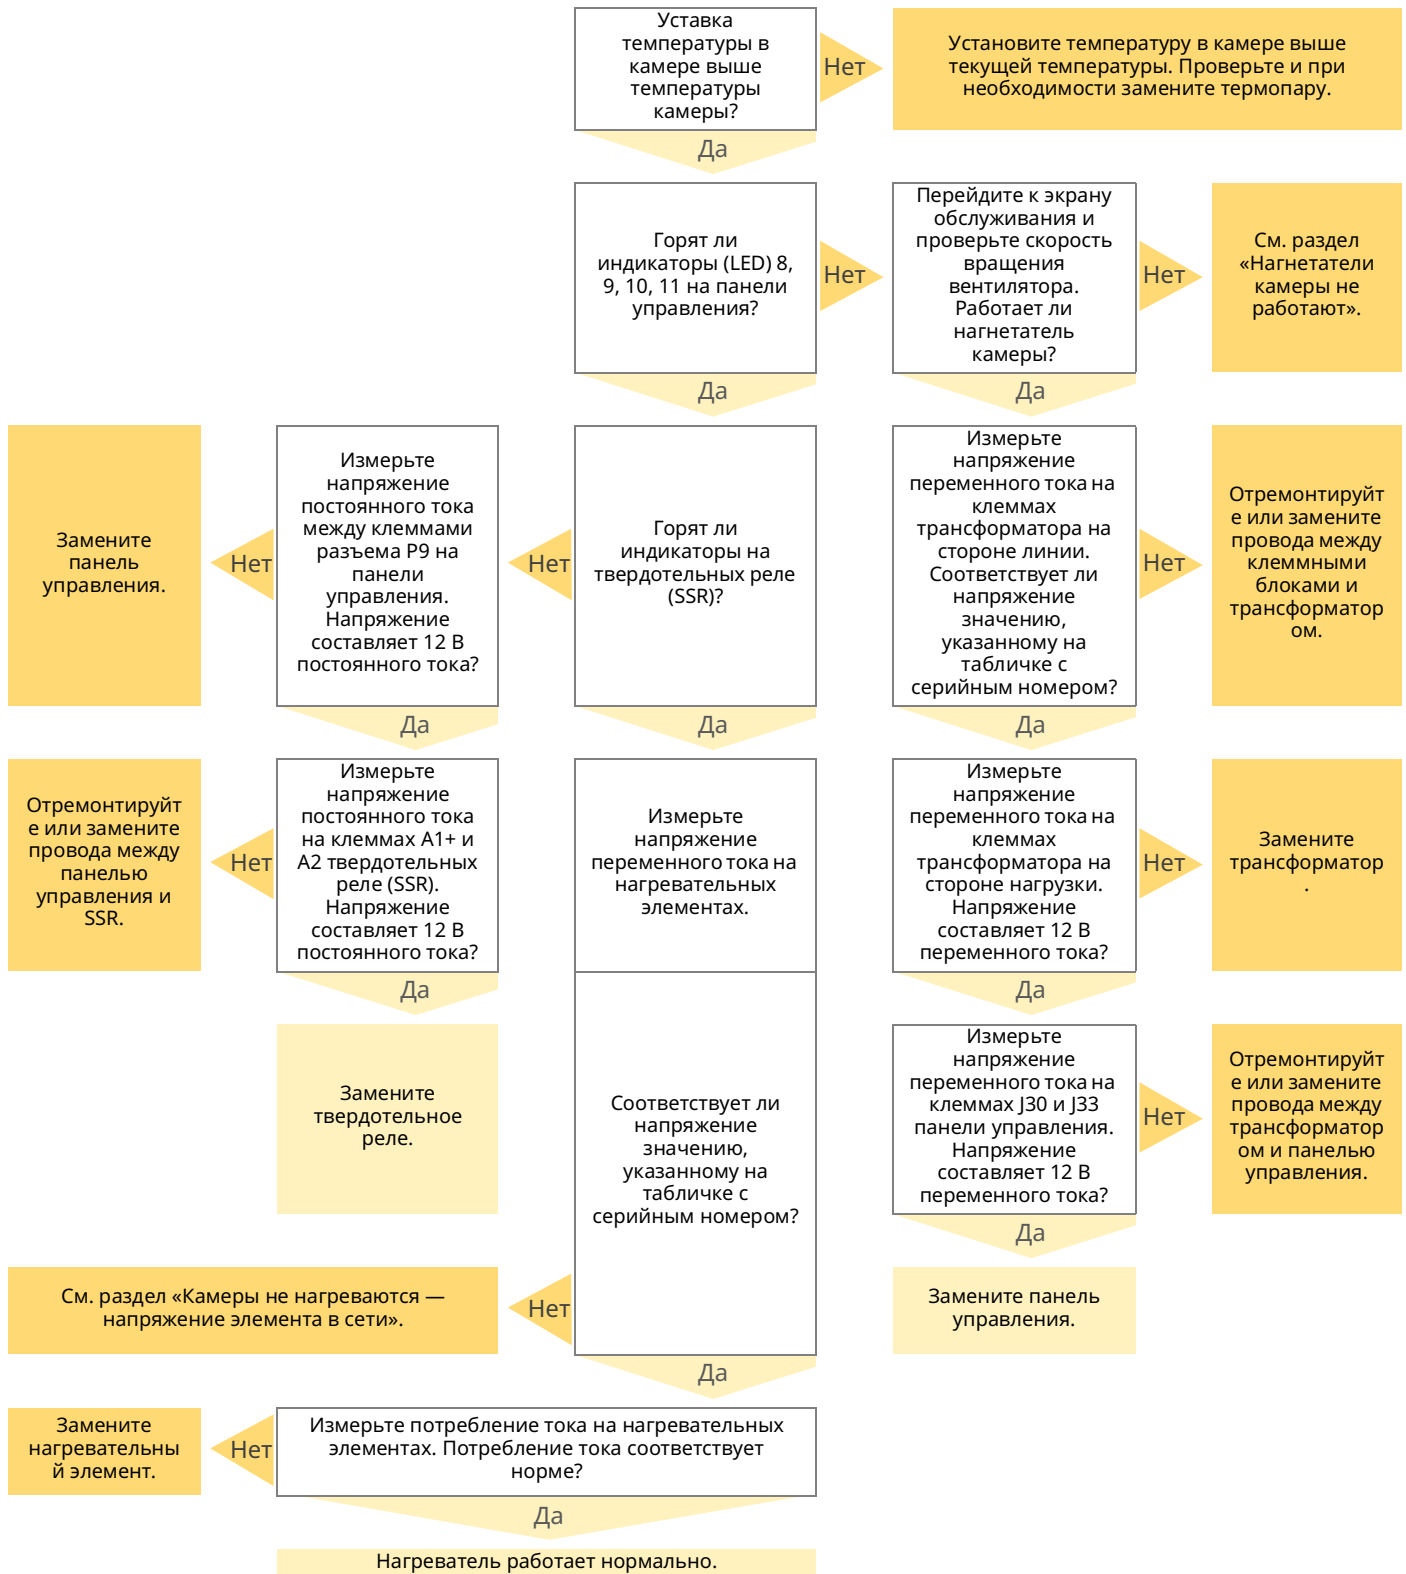 Уставка
температуры в
камере выше
температуры
камеры?
Нет
Установите температуру в камере выше
текущей температуры. Проверьте и при
необходимости замените термопару.
Да
Горят ли
индикаторы (LED) 8,
9, 10, 11 на панели
управления?
Нет
Перейдите к экрану
обслуживания и
проверьте скорость
вращения
вентилятора.
Работает ли
нагнетатель
камеры?
Нет
См. раздел
«Нагнетатели
камеры не
работают».
Да
Да
Замените
панель
управления.
Нет
Измерьте
напряжение
постоянного тока
между клеммами
разъема P9 на
панели
управления.
Напряжение
составляет 12 В
постоянного тока?
Нет
Горят ли
индикаторы на
твердотельных реле
(SSR)?
Измерьте
напряжение
переменного тока на
клеммах
трансформатора на
стороне линии.
Соответствует ли
напряжение
значению,
указанному на
табличке с
серийным номером?
Нет
Отремонтируйт
е или замените
провода между
клеммными
блоками и
трансформатор
ом.
Да
Да
Да
Отремонтируйт
е или замените
провода между
панелью
управления и
SSR.
Нет
Измерьте
напряжение
постоянного тока
на клеммах A1+ и
A2 твердотельных
реле (SSR).
Напряжение
составляет 12 В
постоянного тока?
Измерьте
напряжение
переменного тока на
нагревательных
элементах.
Измерьте
напряжение
переменного тока на
клеммах
трансформатора на
стороне нагрузки.
Напряжение
составляет 12 В
переменного тока?
Нет
Замените
трансформатор
.
Да
Да
Замените
твердотельное
реле.
Соответствует ли
напряжение
значению,
указанному на
табличке с
серийным номером?
Измерьте
напряжение
переменного тока на
клеммах J30 и J33
панели управления.
Напряжение
составляет 12 В
переменного тока?
Нет
Отремонтируйт
е или замените
провода между
трансформатор
ом и панелью
управления.
Да
См. раздел «Камеры не нагреваются —
напряжение элемента в сети».
Нет
Замените панель
управления.
Да
Замените
нагревательны
й элемент.
Нет
Измерьте потребление тока на нагревательных
элементах. Потребление тока соответствует
норме?
Да
Нагреватель работает нормально.